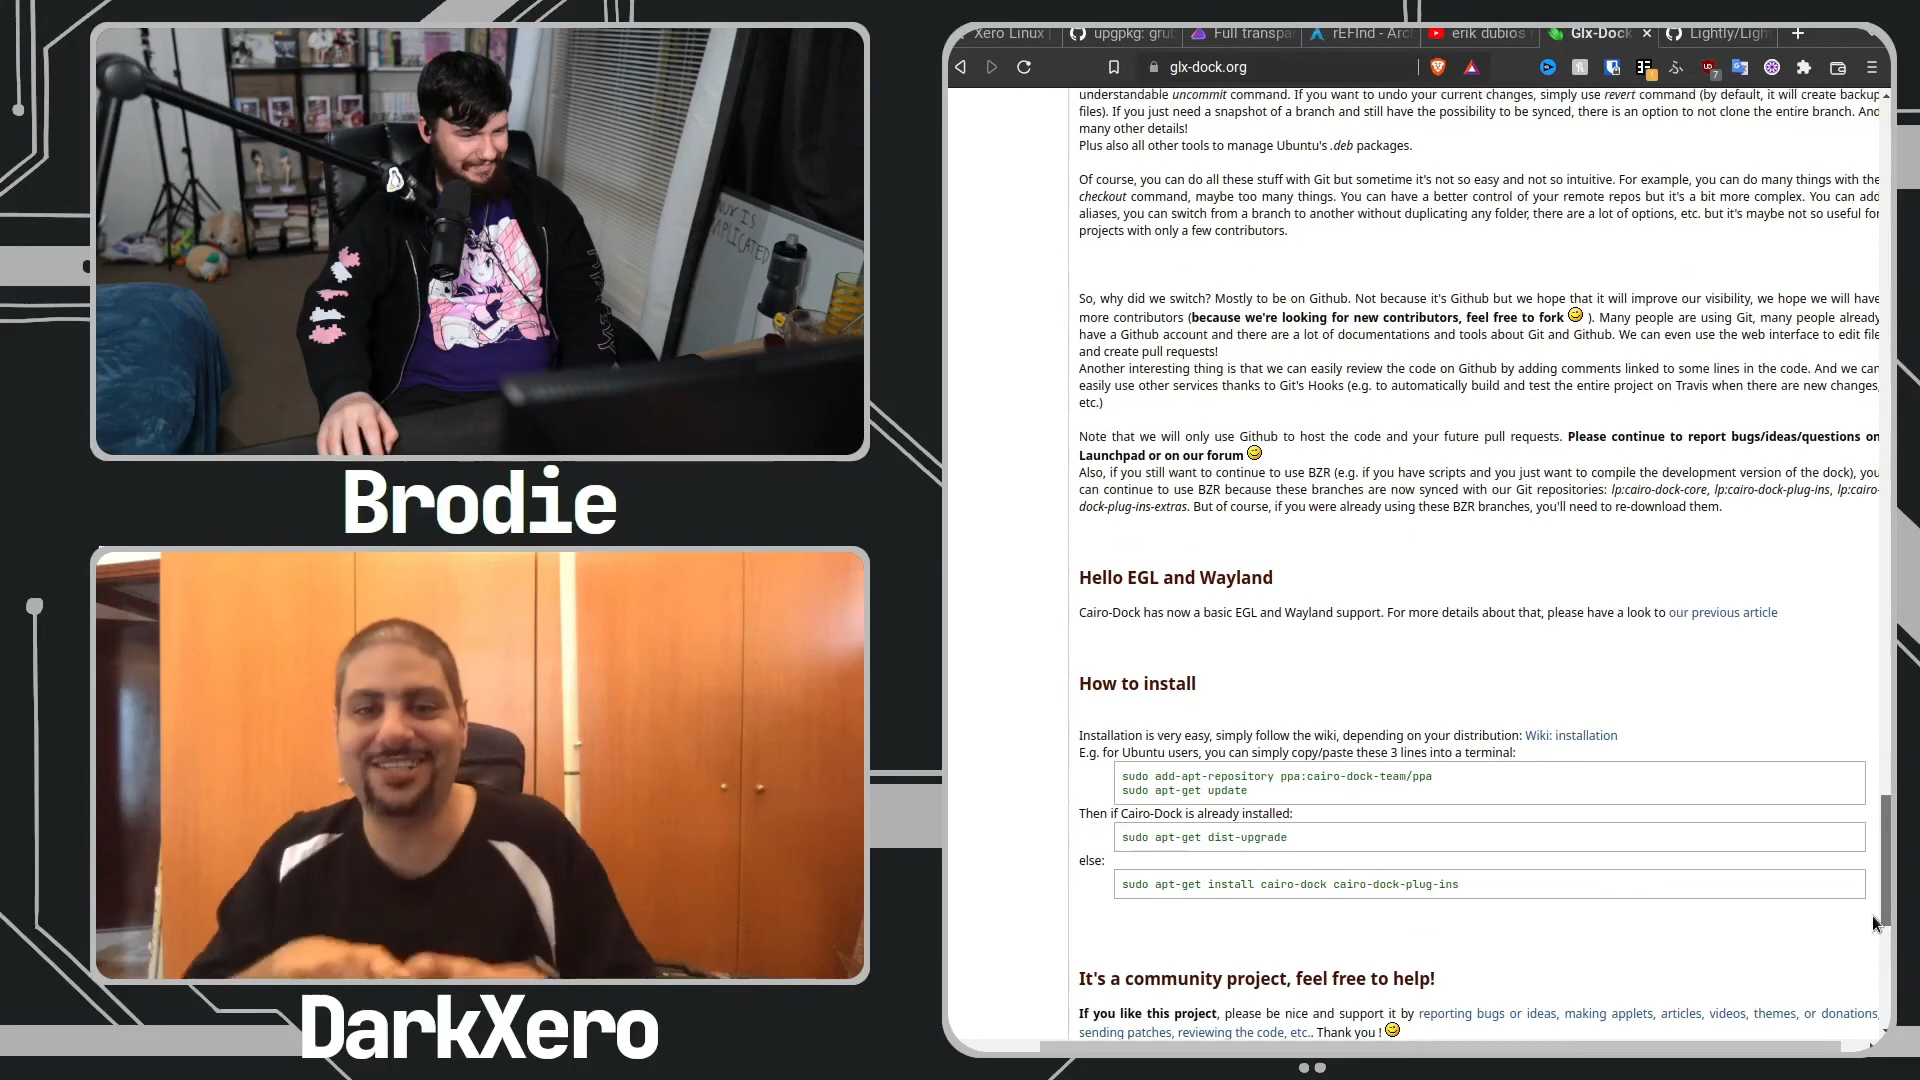 Xero Linux
upgpkg: grub
Full transpa
rEFInd - Arc
erik dubios
Glx-Dock
Lightly/Ligh
glx-dock.org
7
understandable uncommit command. If you want to undo your current changes, simply use revert command (by default, it will create backup
files). If you just need a snapshot of a branch and still have the possibility to be synced, there is an option to not clone the entire branch. And
many other details!
Plus also all other tools to manage Ubuntu's .deb packages.
Of course, you can do all these stuff with Git but sometime it's not so easy and not so intuitive. For example, you can do many things with the
checkout command, maybe too many things. You can have a better control of your remote repos but it's a bit more complex. You can add
aliases, you can switch from a branch to another without duplicating any folder, there are a lot of options, etc. but it's maybe not so useful for
projects with only a few contributors.
So, why did we switch? Mostly to be on Github. Not because it's Github but we hope that it will improve our visibility, we hope we will have
more contributors (because we're looking for new contributors, feel free to fork ). Many people are using Git, many people already
have a Github account and there are a lot of documentations and tools about Git and Github. We can even use the web interface to edit file
and create pull requests!
Another interesting thing is that we can easily review the code on Github by adding comments linked to some lines in the code. And we can
easily use other services thanks to Git's Hooks (e.g. to automatically build and test the entire project on Travis when there are new changes,
etc.)
Note that we will only use Github to host the code and your future pull requests. Please continue to report bugs/ideas/questions on
Launchpad or on our forum
Also, if you still want to continue to use BZR (e.g. if you have scripts and you just want to compile the development version of the dock), you
can continue to use BZR because these branches are now synced with our Git repositories: lp:cairo-dock-core, lp:cairo-dock-plug-ins, lp:cairo-
dock-plug-ins-extras. But of course, if you were already using these BZR branches, you'll need to re-download them.
Hello EGL and Wayland
Cairo-Dock has now a basic EGL and Wayland support. For more details about that, please have a look to our previous article
How to install
Installation is very easy, simply follow the wiki, depending on your distribution: Wiki: installation
E.g. for Ubuntu users, you can simply copy/paste these 3 lines into a terminal:
sudo add-apt-repository ppa:cairo-dock-team/ppa
sudo apt-get update
Then if Cairo-Dock is already installed:
sudo apt-get dist-upgrade
else:
sudo apt-get install cairo-dock cairo-dock-plug-ins
It's a community project, feel free to help!
If you like this project, please be nice and support it by reporting bugs or ideas, making applets, articles, videos, themes, or donations,
sending patches, reviewing the code, etc.. Thank you !
Brodie
DarkXero